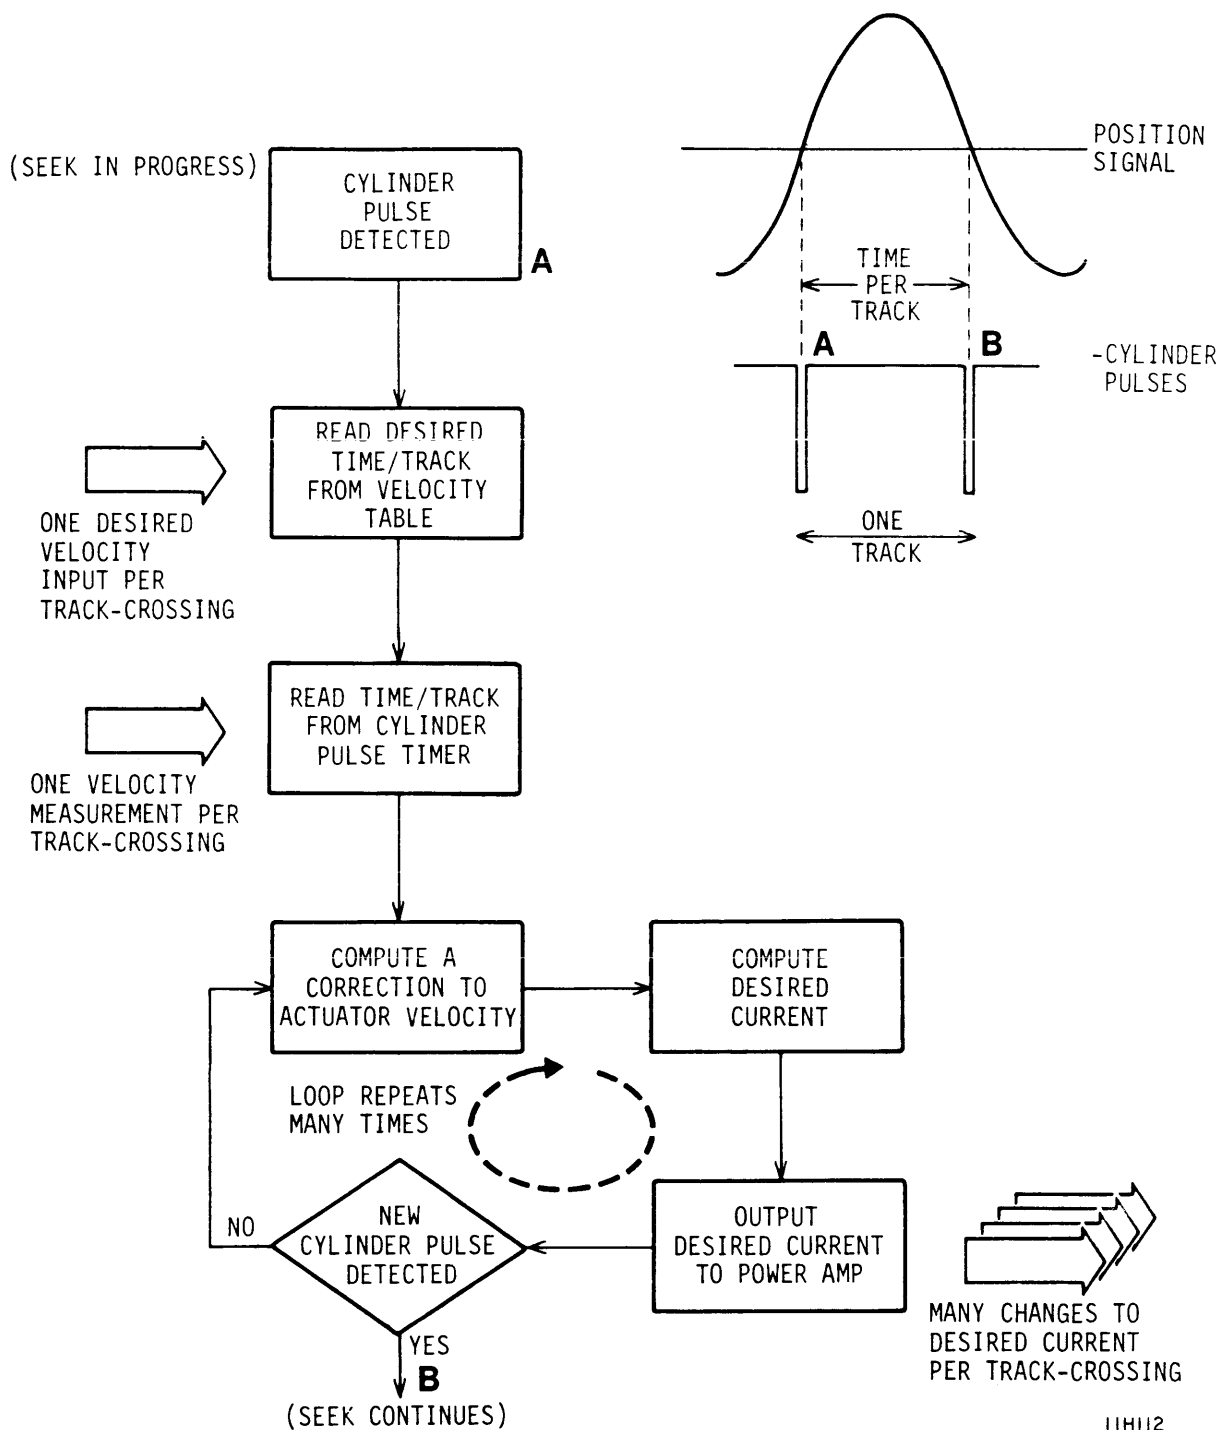 (SEEK IN PROGRESS)
CYLINDER
PULSE
DETECTED
A
POSITION
SIGNAL
TIME
PER
TRACK
A
B
-CYLINDER
PULSES
ONE
TRACK
READ DESIRED
TIME/TRACK
FROM VELOCITY
TABLE
ONE DESIRED
VELOCITY
INPUT PER
TRACK-CROSSING
READ TIME/TRACK
FROM CYLINDER
PULSE TIMER
ONE VELOCITY
MEASUREMENT PER
TRACK-CROSSING
COMPUTE A
CORRECTION TO
ACTUATOR VELOCITY
COMPUTE
DESIRED
CURRENT
LOOP REPEATS
MANY TIMES
OUTPUT
DESIRED CURRENT
TO POWER AMP
NEW
CYLINDER PULSE
DETECTED
NO
YES
B
(SEEK CONTINUES)
MANY CHANGES TO
DESIRED CURRENT
PER TRACK-CROSSING
11H112